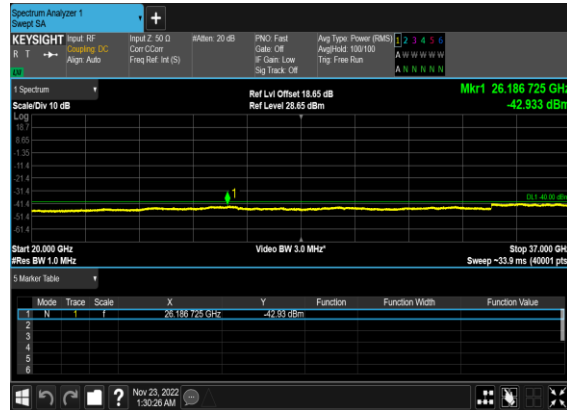 Spectrum Analyzer 1
Swept SA
+
KEYSIGHT Input: RF Input Z: 50 Ω #Atten: 20 dB PNO: Fast Avg Type: Power (RMS) 1 2 3 4 5 6
R T Coupling: DC Corr CCorr Gate: Off Avg|Hold: 100/100 A W W W W W
Align: Auto Freq Ref: Int (S) IF Gain: Low Trig: Free Run A N N N N N
Sig Track: Off
1 Spectrum
Ref Lvl Offset 18.65 dB Mkr1 26.186 725 GHz
Scale/Div 10 dB Ref Level 28.65 dBm -42.933 dBm
Log
18.7
8.65
-1.35
-11.4
-21.4
-31.4
1
DL1 -40.00 dBm
-41.4
-51.4
-61.4
Start 20.000 GHz Video BW 3.0 MHz* Stop 37.000 GHz
#Res BW 1.0 MHz Sweep ~33.9 ms (40001 pts)
5 Marker Table
Mode Trace Scale X Y Function Function Width Function Value
1 N 1 f 26.186 725 GHz -42.93 dBm
2
3
4
5
6
? Nov 23, 2022
1:30:26 AM